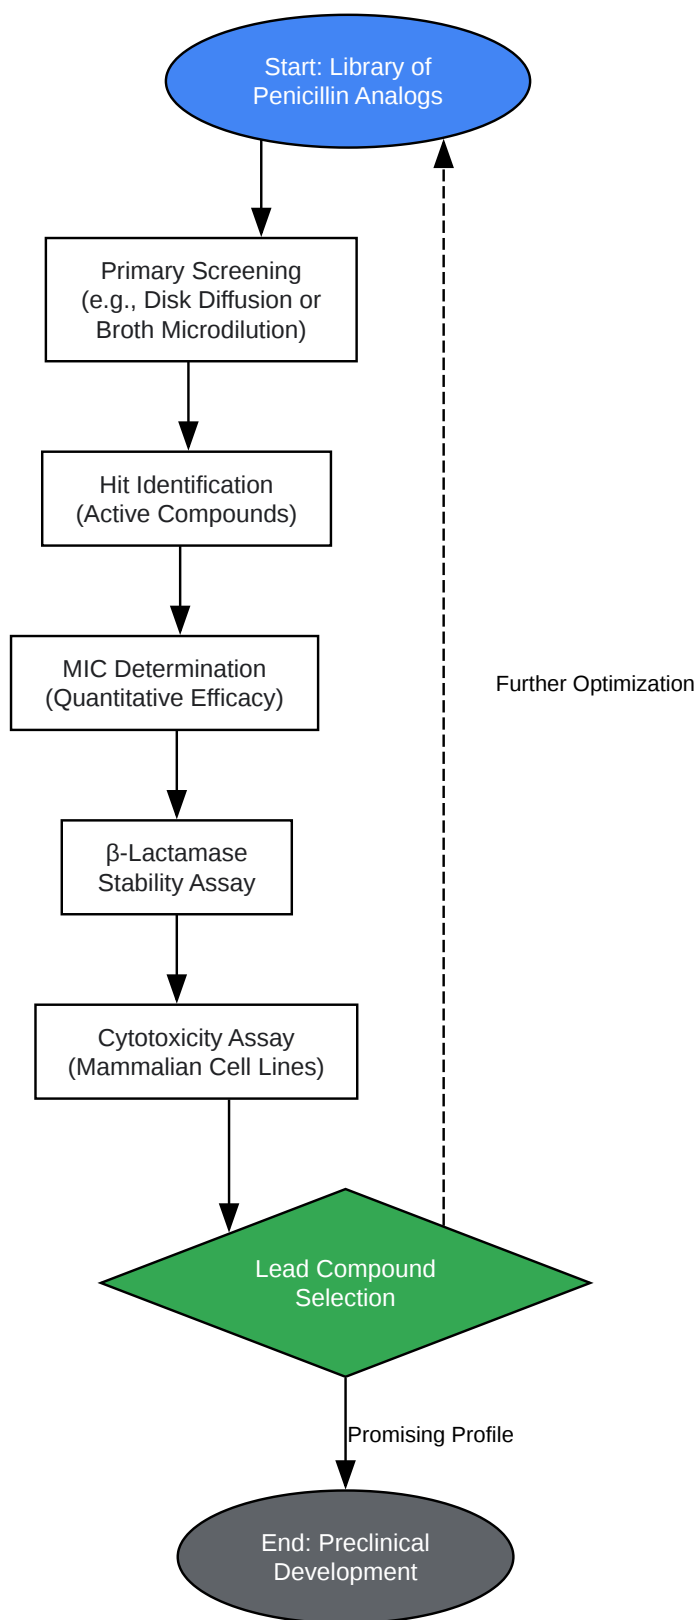 Start: Library of
Penicillin Analogs
Primary Screening
(e.g., Disk Diffusion or
Broth Microdilution)
Hit Identification
(Active Compounds)
MIC Determination
(Quantitative Efficacy)
Further Optimization
β-Lactamase
Stability Assay
Cytotoxicity Assay
(Mammalian Cell Lines)
Lead Compound
Selection
Promising Profile
End: Preclinical
Development